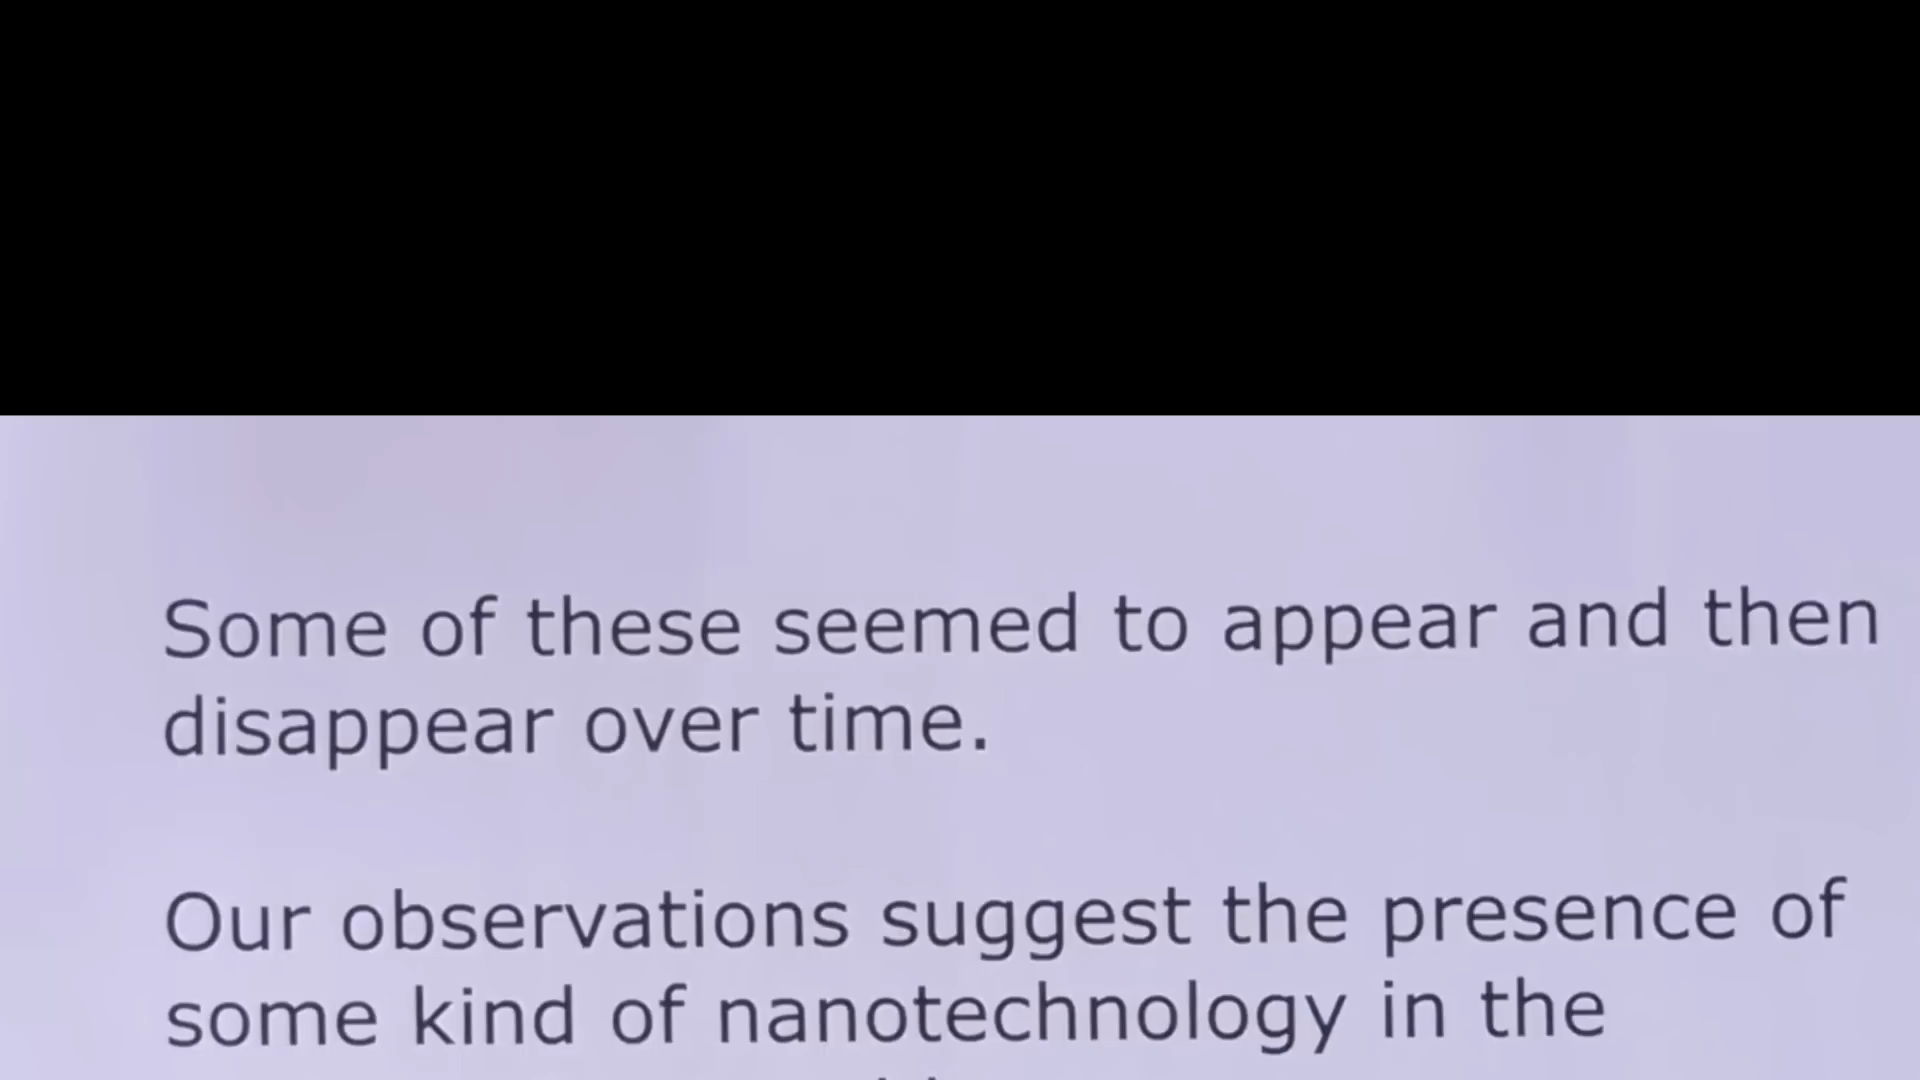 Some of these seemed to appear and then
disappear over time.
Our observations suggest the presence of
some kind of nanotechnology in the